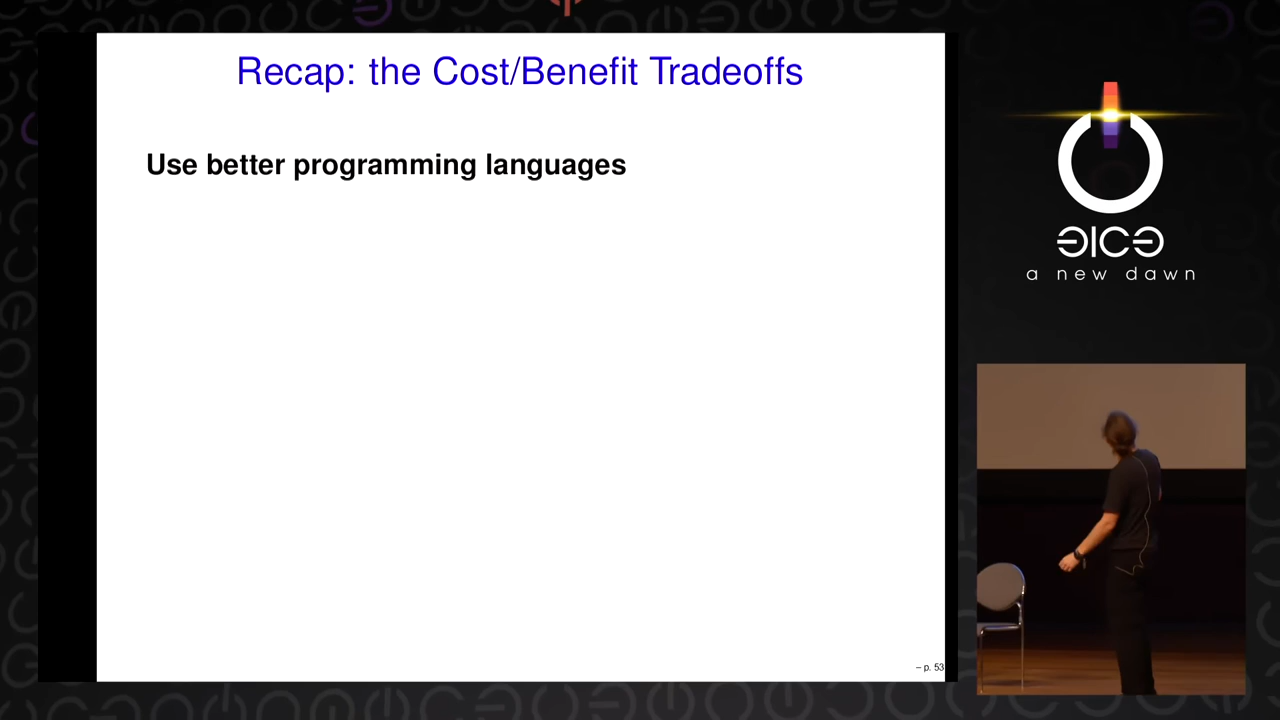 Recap: the Cost/Benefit Tradeoffs
Use better programming languages
– p. 53
a new dawn